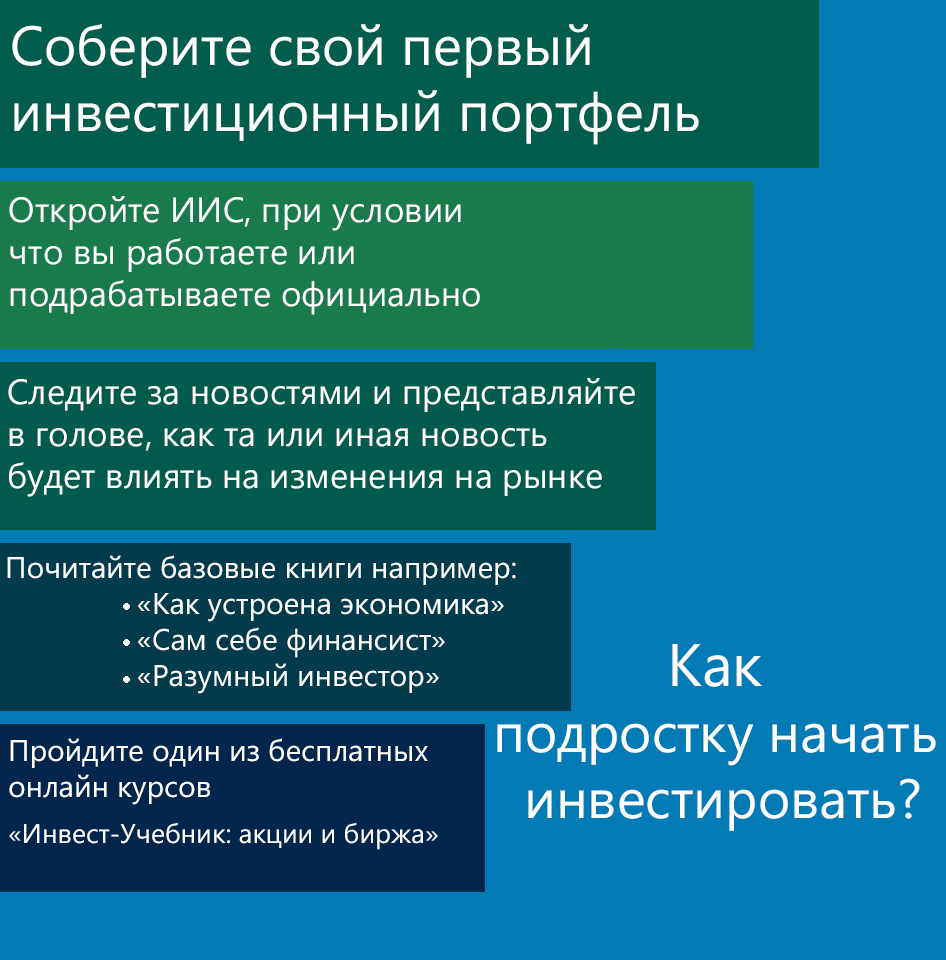 Соберите свой первый
инвестиционный портфель
Откройте ИИС, при условии
что вы работаете или
подрабатываете официально
Следите за новостями и представляйте
в голове, как та или иная новость
будет влиять на изменения на рынке
Почитайте базовые книги например:
• «Как устроена экономика»
• «Сам себе финансист»
• «Разумный инвестор»
Пройдите один из бесплатных
онлайн курсов
«Инвест-Учебник: акции и биржа»
Как
подростку начать
инвестировать?